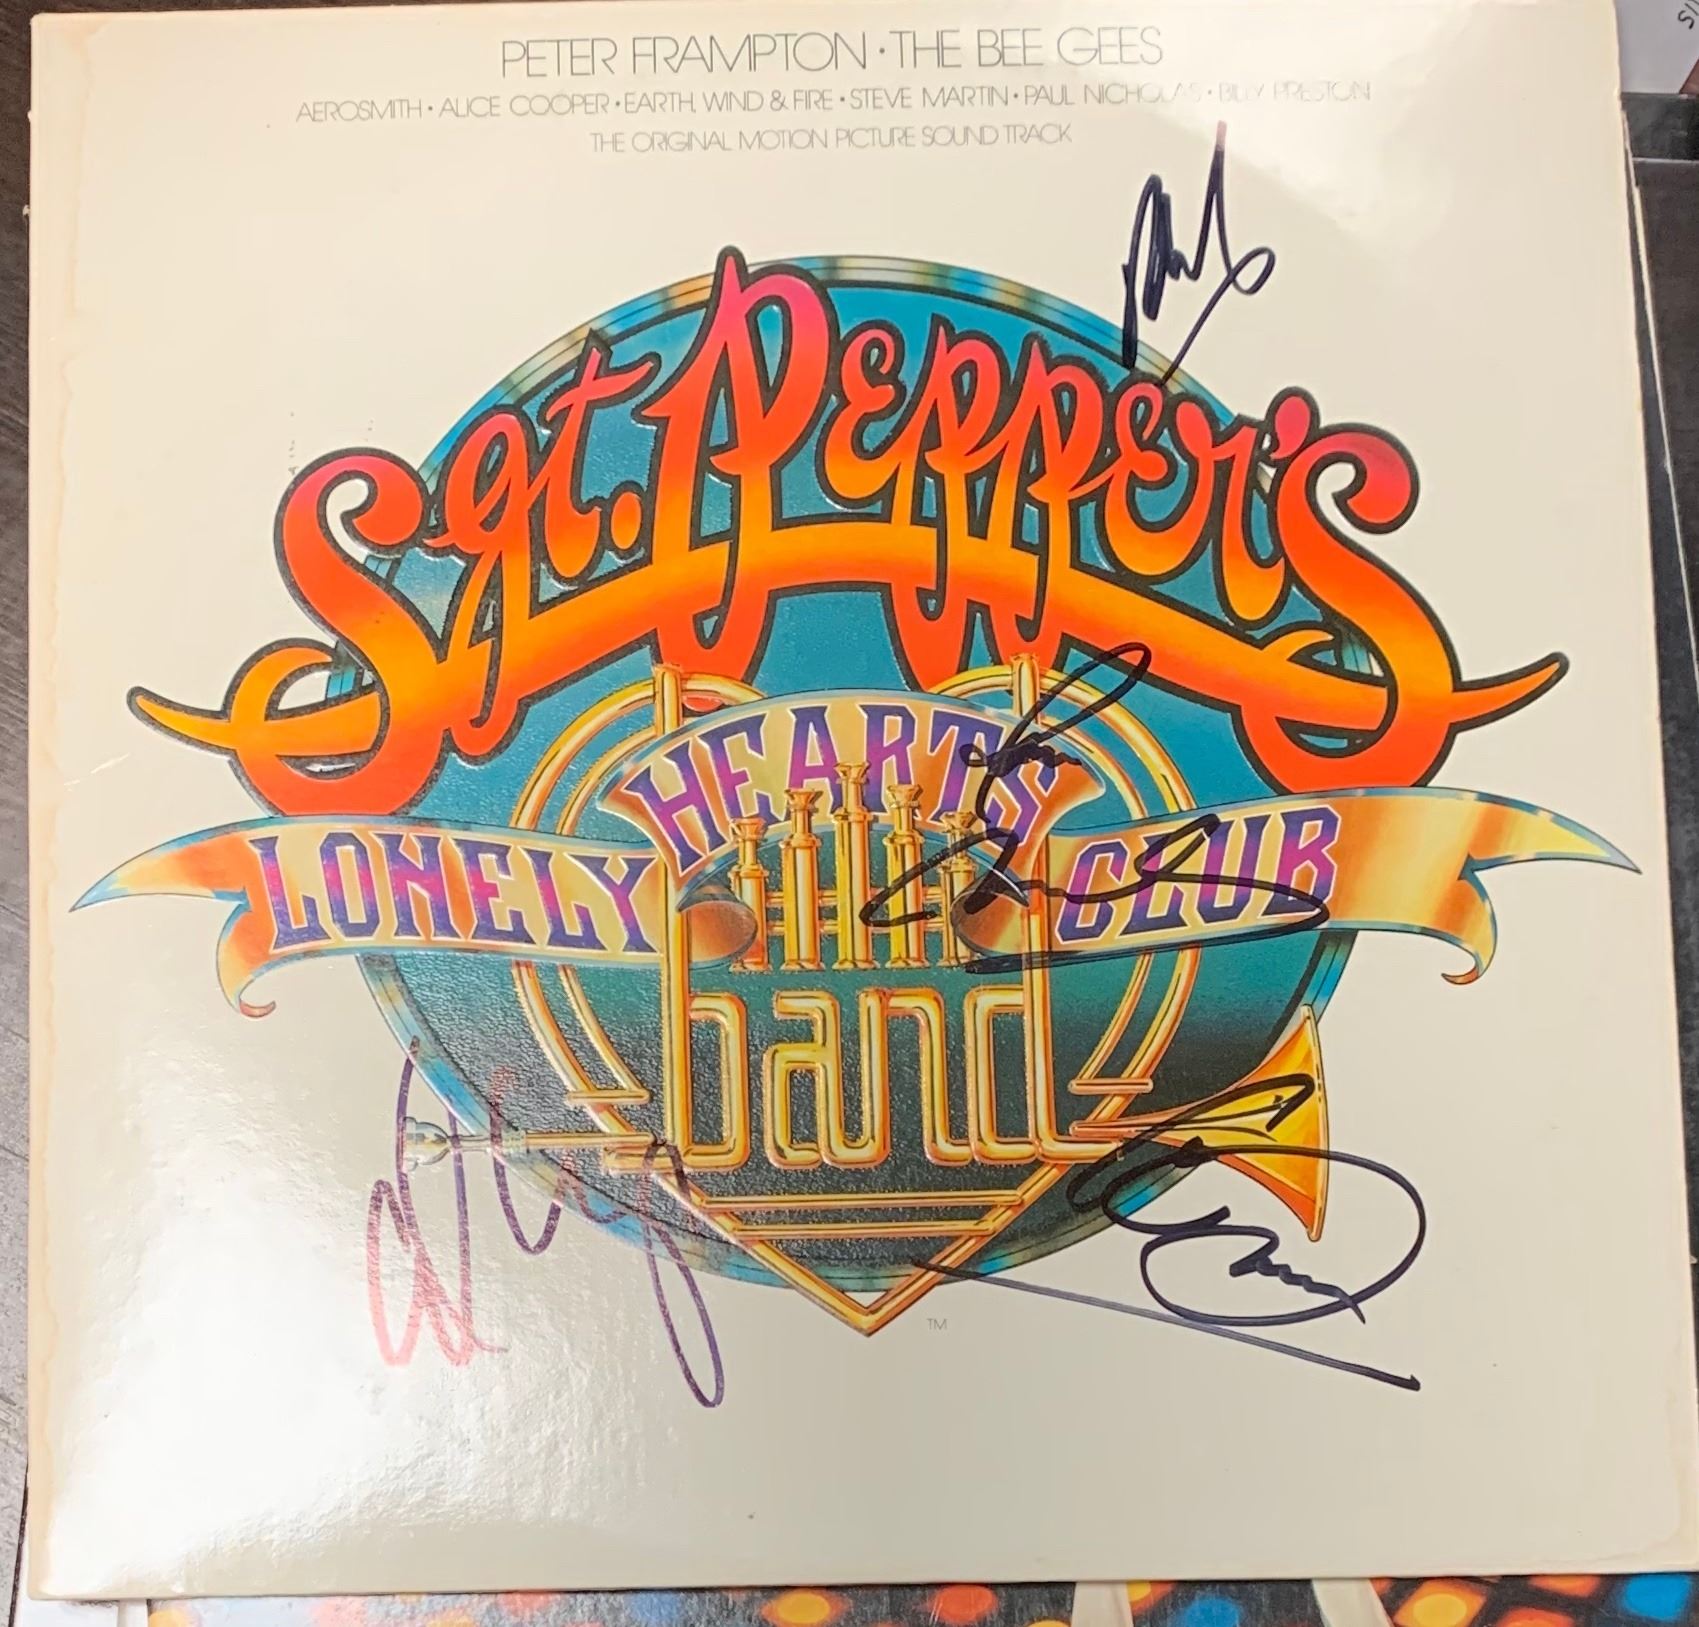 PETER FRAMPTON • THE BEE GEES
AEROSMITH • ALICE COOPER • EARTH, WIND & FIRE • STEVE MARTIN • PAUL NICHOLAS • BILLY PRESTON
THE ORIGINAL MOTION PICTURE SOUND TRACK
Sgt. PEPPER'S
LONELY HEARTS CLUB
band
TM